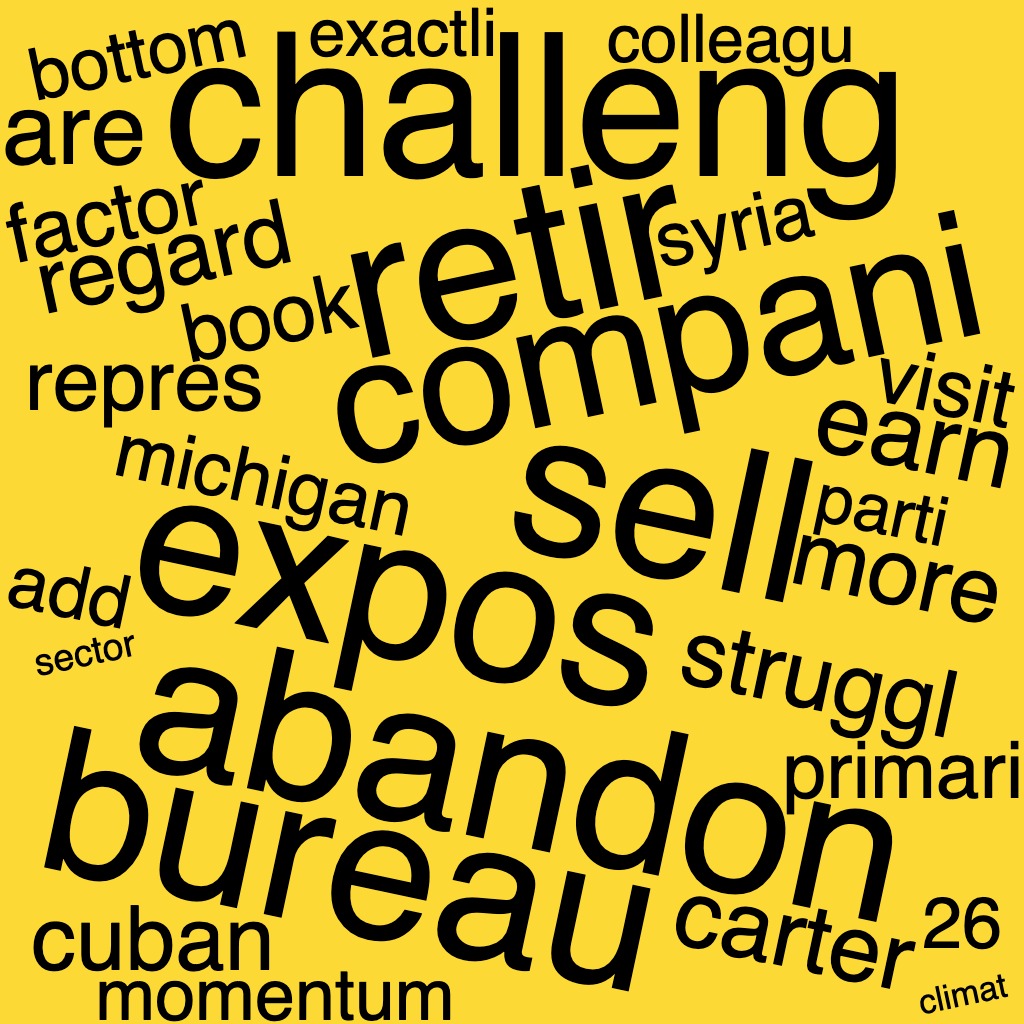 bottom
exactli
colleagu
are
challeng
factor
regard
retir
syria
book
compani
repres
visit
earn
michigan
sell
parti
expos
more
add
sector
struggl
abandon
primari
bureau
carter
26
cuban
momentum
climat